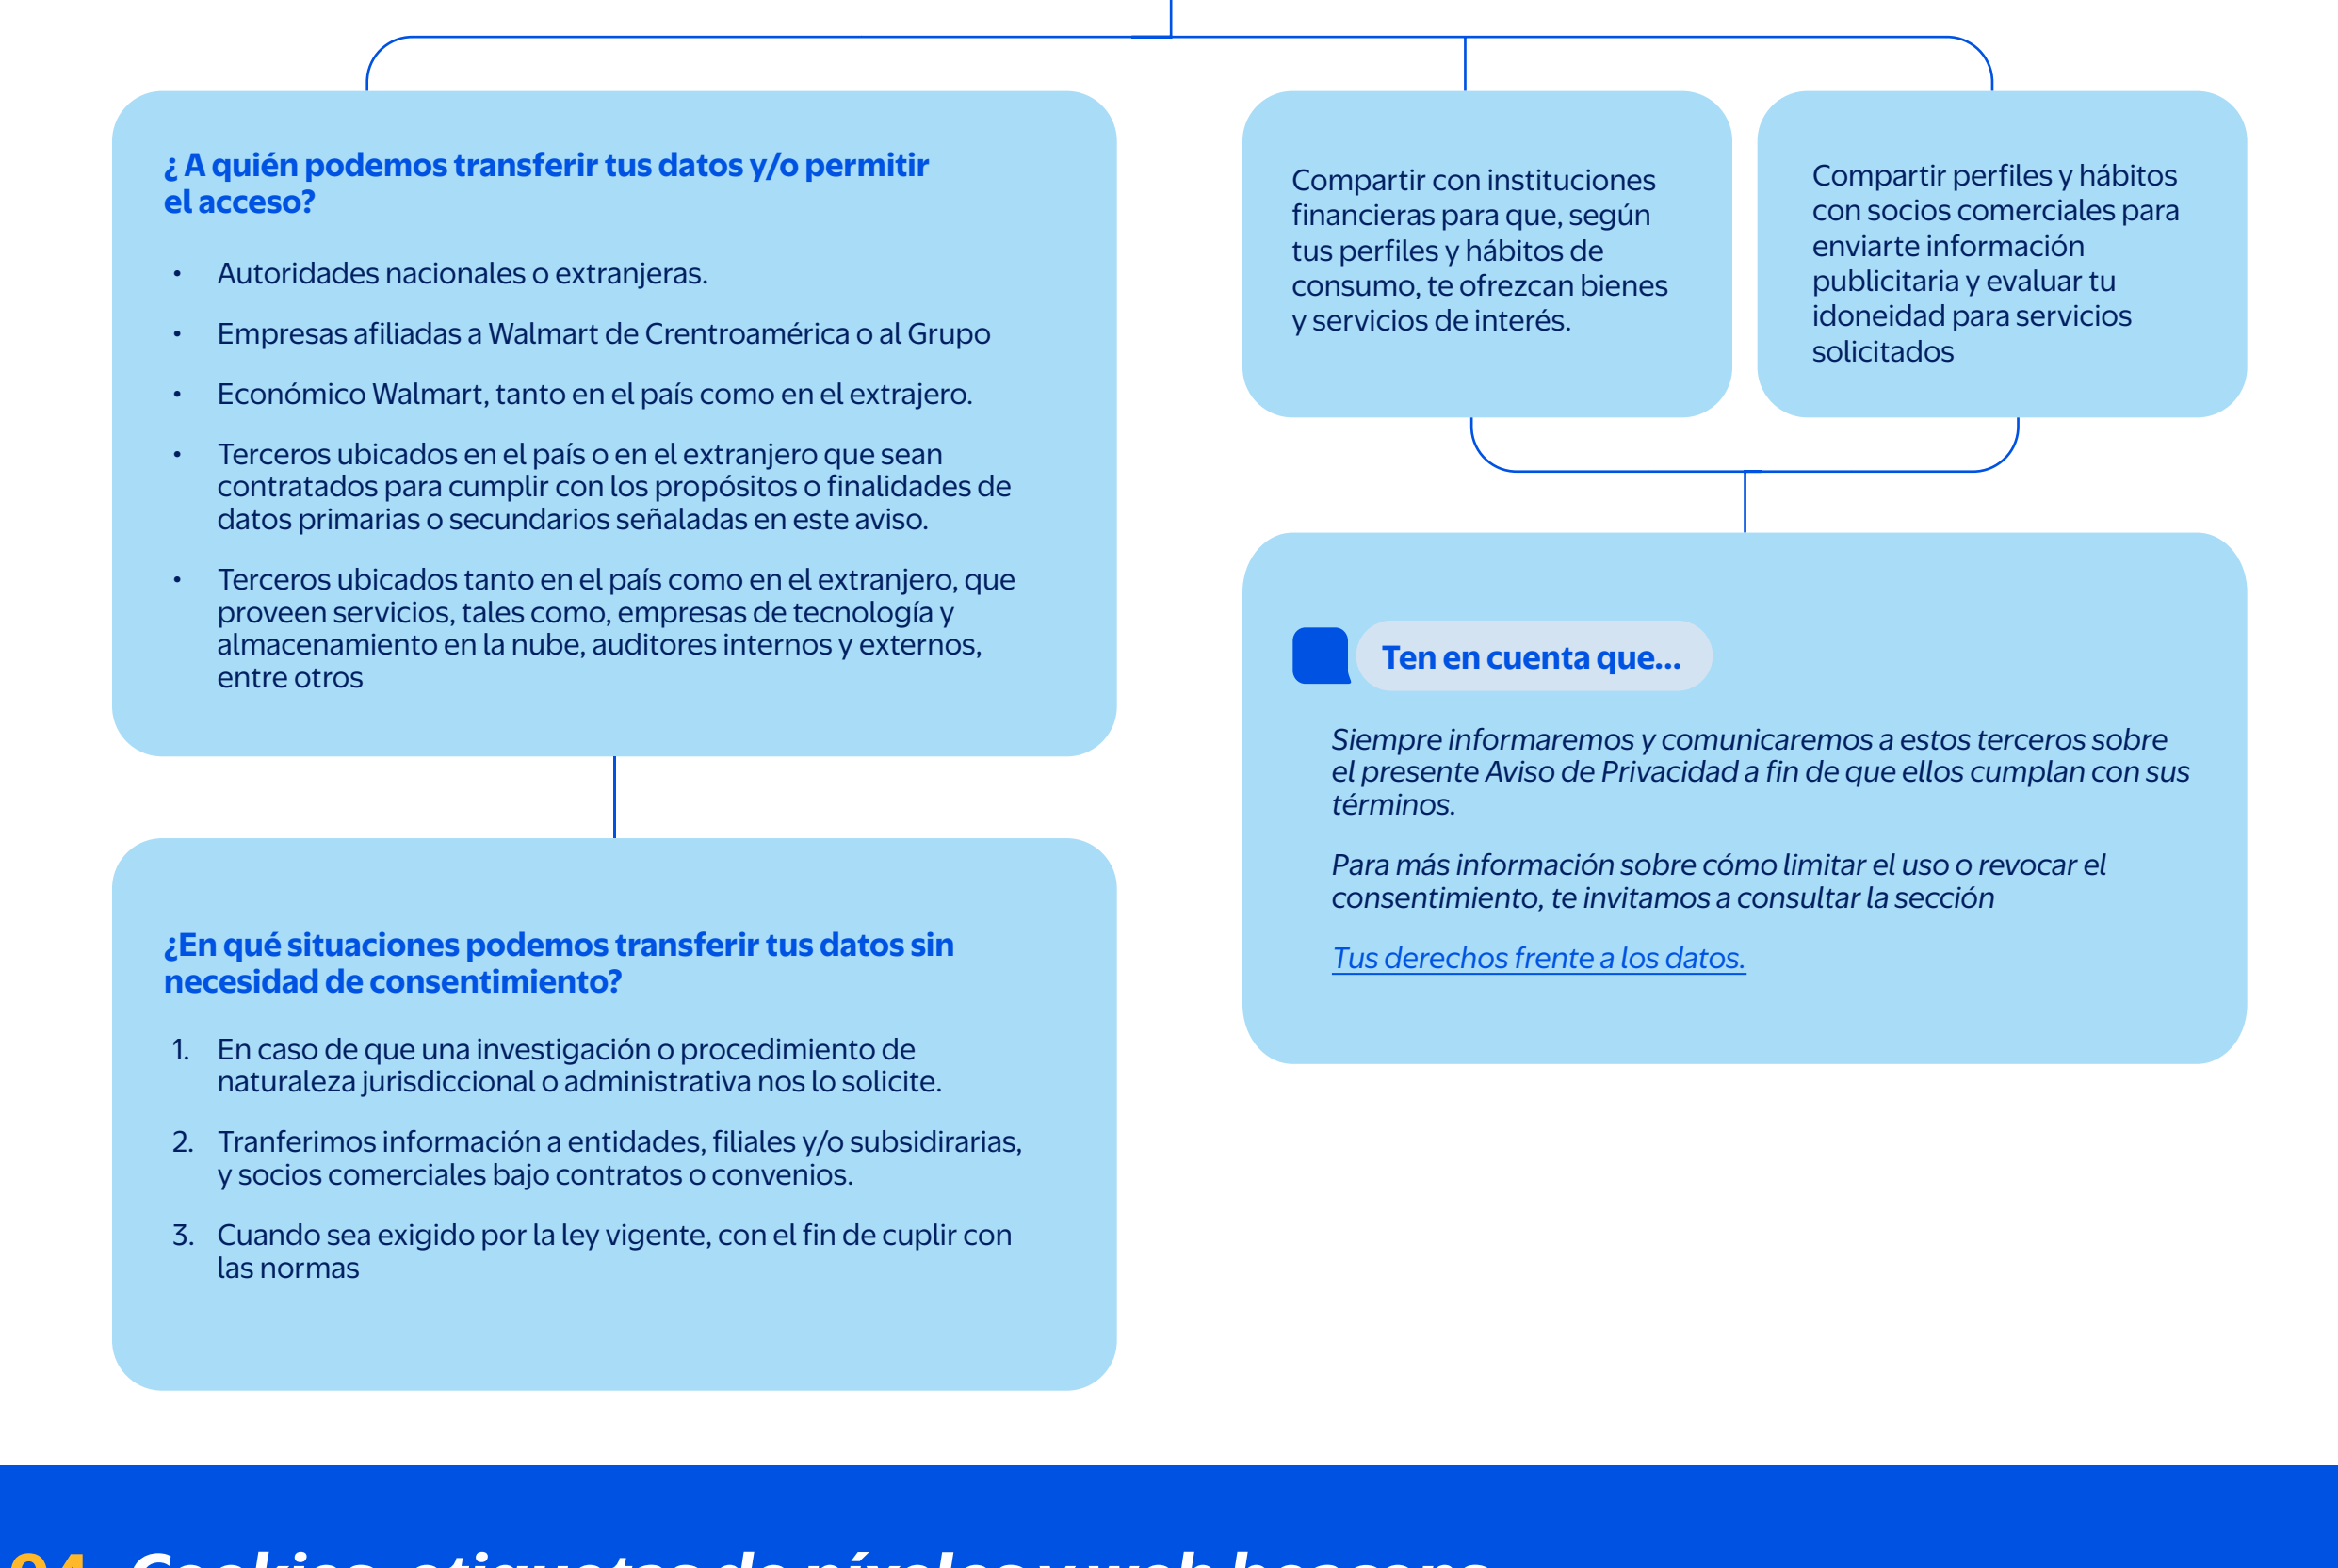 ¿ A quién podemos transferir tus datos y/o permitir
el acceso?
• Autoridades nacionales o extranjeras.
• Empresas afiliadas a Walmart de Crentroamérica o al Grupo
• Económico Walmart, tanto en el país como en el extrajero.
• Terceros ubicados en el país o en el extranjero que sean
contratados para cumplir con los propósitos o finalidades de
datos primarias o secundarios señaladas en este aviso.
• Terceros ubicados tanto en el país como en el extranjero, que
proveen servicios, tales como, empresas de tecnología y
almacenamiento en la nube, auditores internos y externos,
entre otros
¿En qué situaciones podemos transferir tus datos sin
necesidad de consentimiento?
1. En caso de que una investigación o procedimiento de
naturaleza jurisdiccional o administrativa nos lo solicite.
2. Tranferimos información a entidades, filiales y/o subsidirarias,
y socios comerciales bajo contratos o convenios.
3. Cuando sea exigido por la ley vigente, con el fin de cuplir con
las normas
Compartir con instituciones
financieras para que, según
tus perfiles y hábitos de
consumo, te ofrezcan bienes
y servicios de interés.
Compartir perfiles y hábitos
con socios comerciales para
enviarte información
publicitaria y evaluar tu
idoneidad para servicios
solicitados
Ten en cuenta que...
Siempre informaremos y comunicaremos a estos terceros sobre
el presente Aviso de Privacidad a fin de que ellos cumplan con sus
términos.
Para más información sobre cómo limitar el uso o revocar el
consentimiento, te invitamos a consultar la sección
Tus derechos frente a los datos.
04 Cookies, etiquetas de píxeles y web beacons